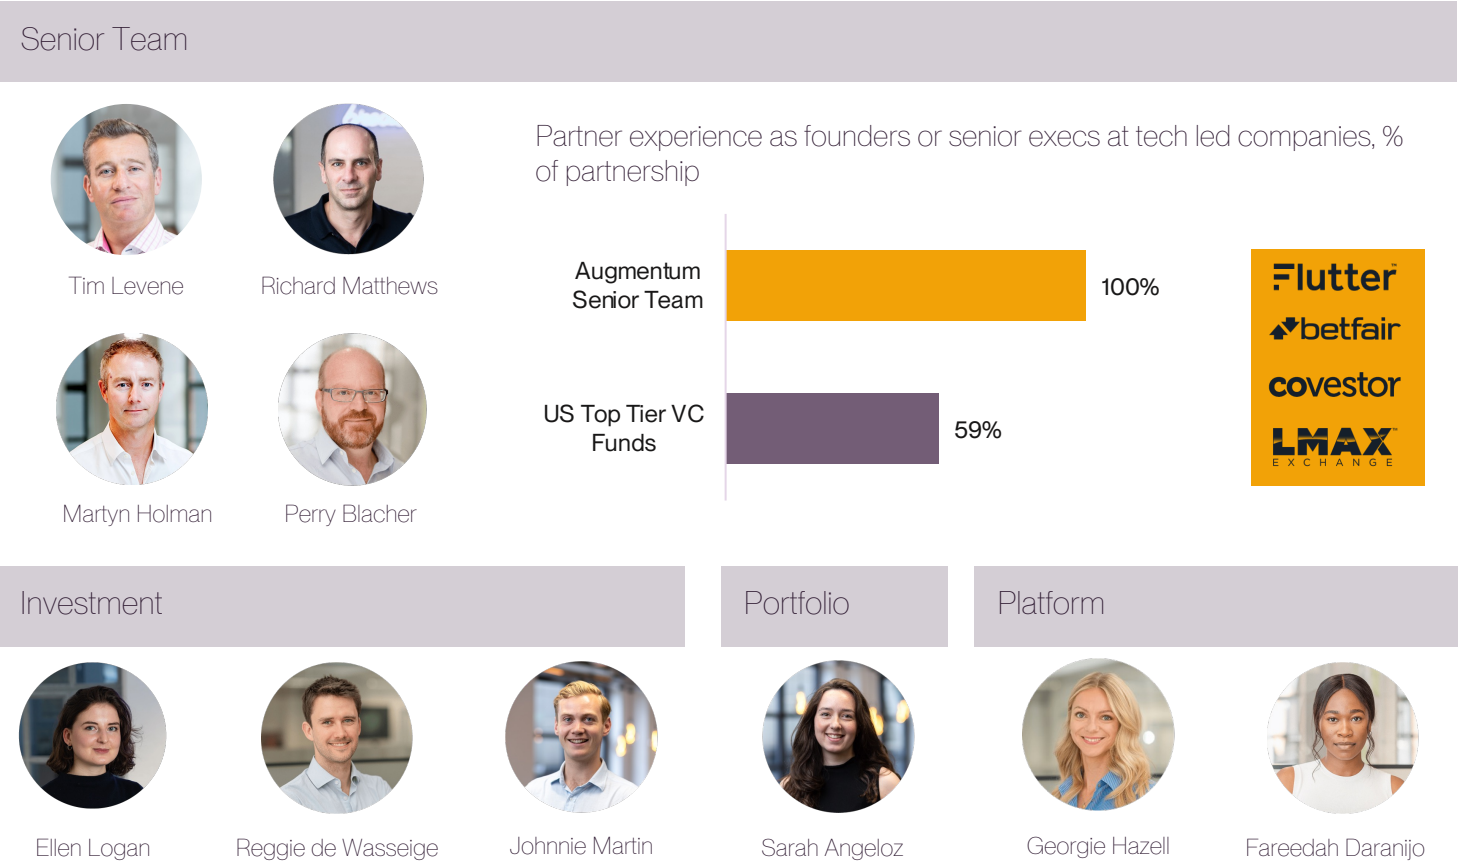 Senior Team
Tim Levene
Richard Matthews
Martyn Holman
Perry Blacher
Partner experience as founders or senior execs at tech led companies, %
of partnership
Augmentum
Senior Team
100%
US Top Tier VC
Funds
59%
Flutter™
betfair
covestor
LMAX™
EXCHANGE
Investment
Ellen Logan
Reggie de Wasseige
Johnnie Martin
Portfolio
Sarah Angeloz
Platform
Georgie Hazell
Fareedah Daranijo